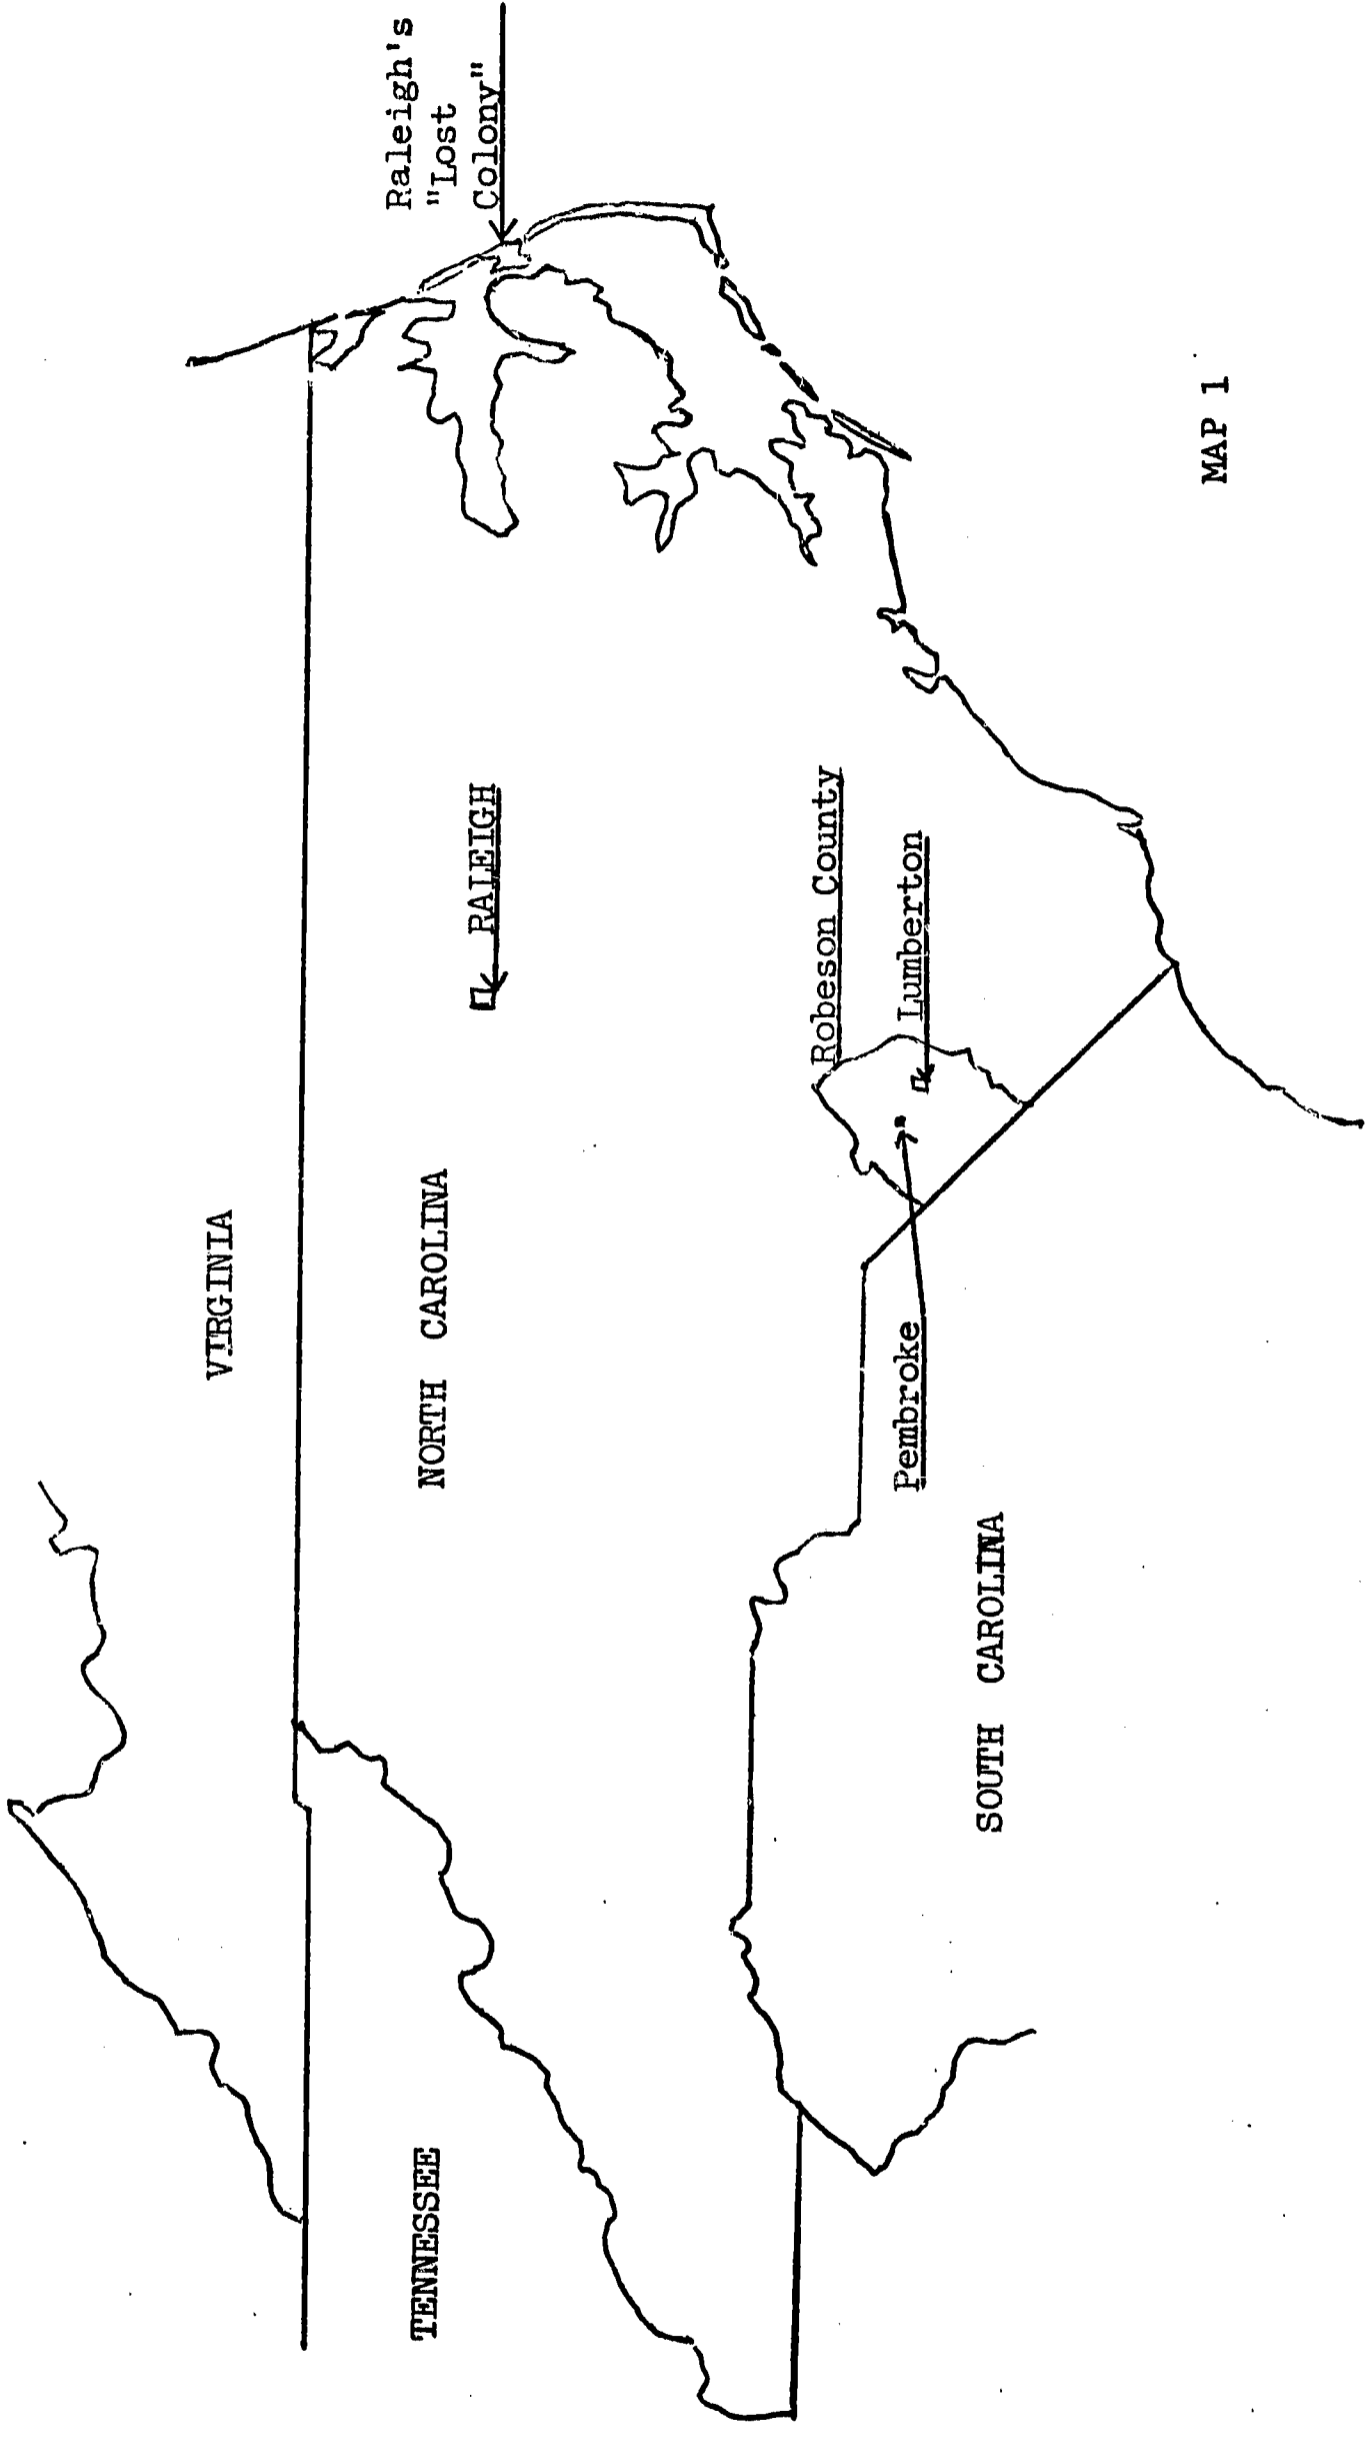 VIRGINIA
Raleigh's
"Lost
Colony"
TENNESSEE
NORTH CAROLINA
RALEIGH
Robeson County
Pembroke
Lumberton
SOUTH CAROLINA
MAP 1